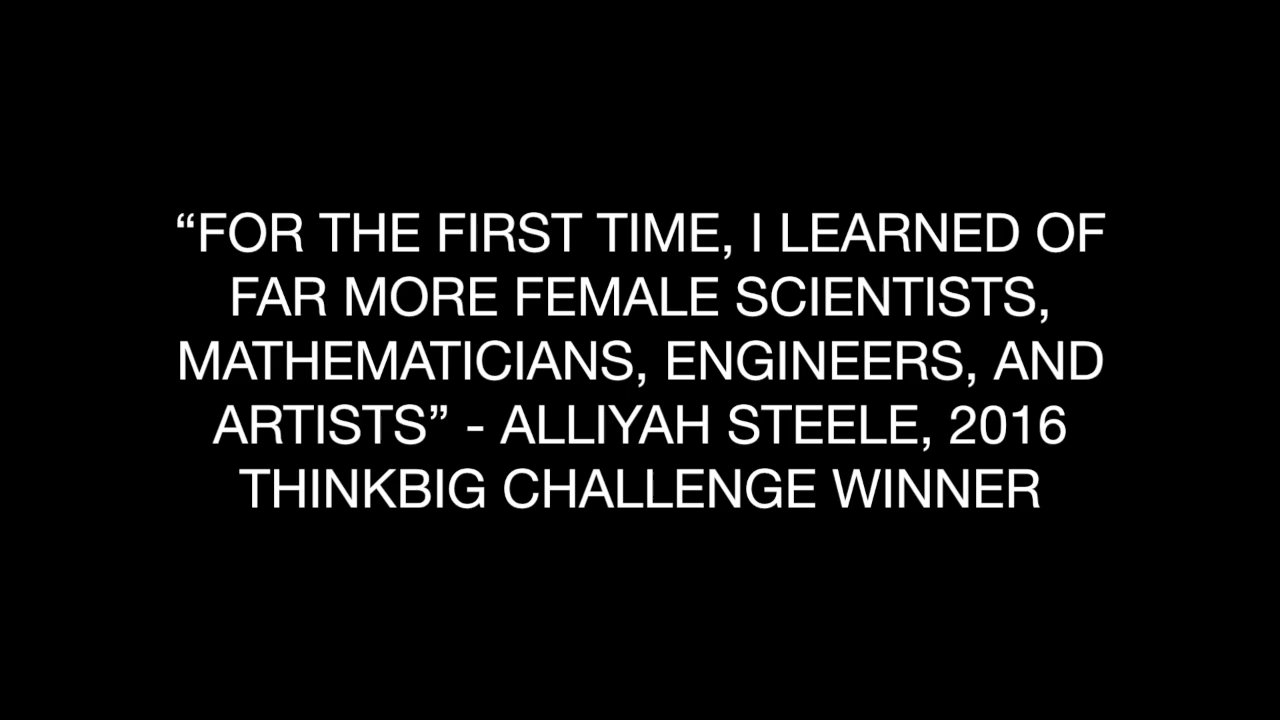 “FOR THE FIRST TIME, I LEARNED OF
FAR MORE FEMALE SCIENTISTS,
MATHEMATICIANS, ENGINEERS, AND
ARTISTS” - ALLIYAH STEELE, 2016
THINKBIG CHALLENGE WINNER